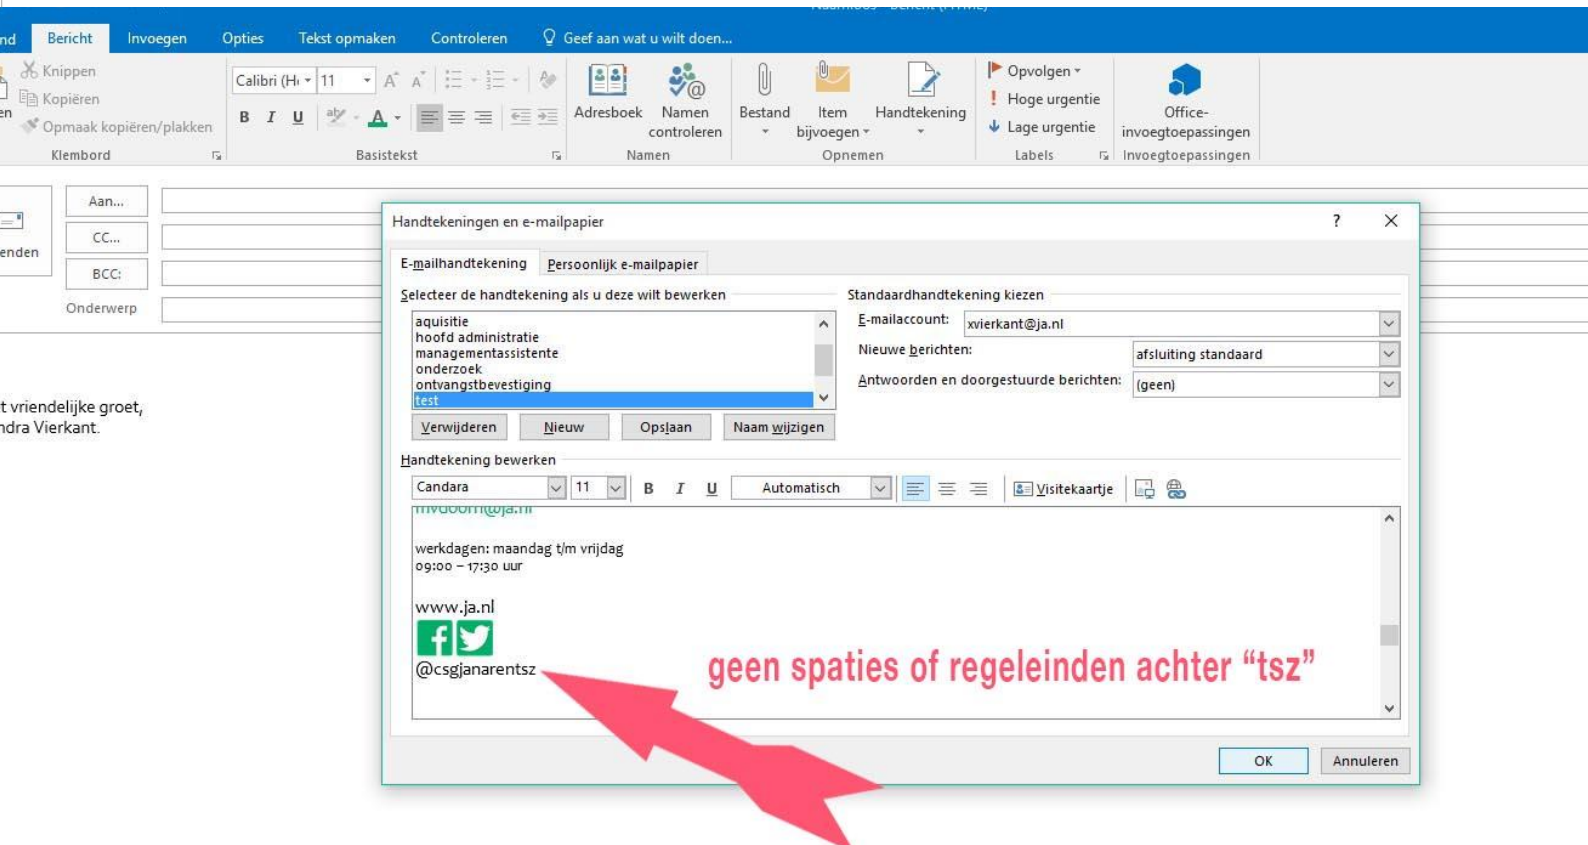 Bericht Invoegen Opties Tekst opmaken Controleren Geef aan wat u wilt doen...
Knippen
Kopiëren
Opmaak kopiëren/plakken
Klembord
Calibri (H 11
B I U
Basistekst
Adresboek
Namen controleren
Namen
Bestand
Item bijvoegen
Handtekening
Opnemen
Opvolgen
Hoge urgentie
Lage urgentie
Labels
Office-
invoegtoepassingen
Invoegtoepassingen
Aan...
CC...
BCC:
Onderwerp
t vriendelijke groet,
ndra Vierkant.
Handtekeningen en e-mailpapier ? X
E-mailhandtekening Persoonlijk e-mailpapier
Selecteer de handtekening als u deze wilt bewerken
aquisitie
hoofd administratie
managementassistente
onderzoek
ontvangstbevestiging
test
Verwijderen Nieuw Opslaan Naam wijzigen
Standaardhandtekening kiezen
E-mailaccount: xvierkant@ja.nl
Nieuwe berichten: afsluiting standaard
Antwoorden en doorgestuurde berichten: (geen)
Handtekening bewerken
Candara 11 B I U Automatisch Visitekaartje
mvdoorn@ja.nl
werkdagen: maandag t/m vrijdag
09:00 – 17:30 uur
www.ja.nl
@csgjanarentsz
geen spaties of regeleinden achter “tsz”
OK Annuleren